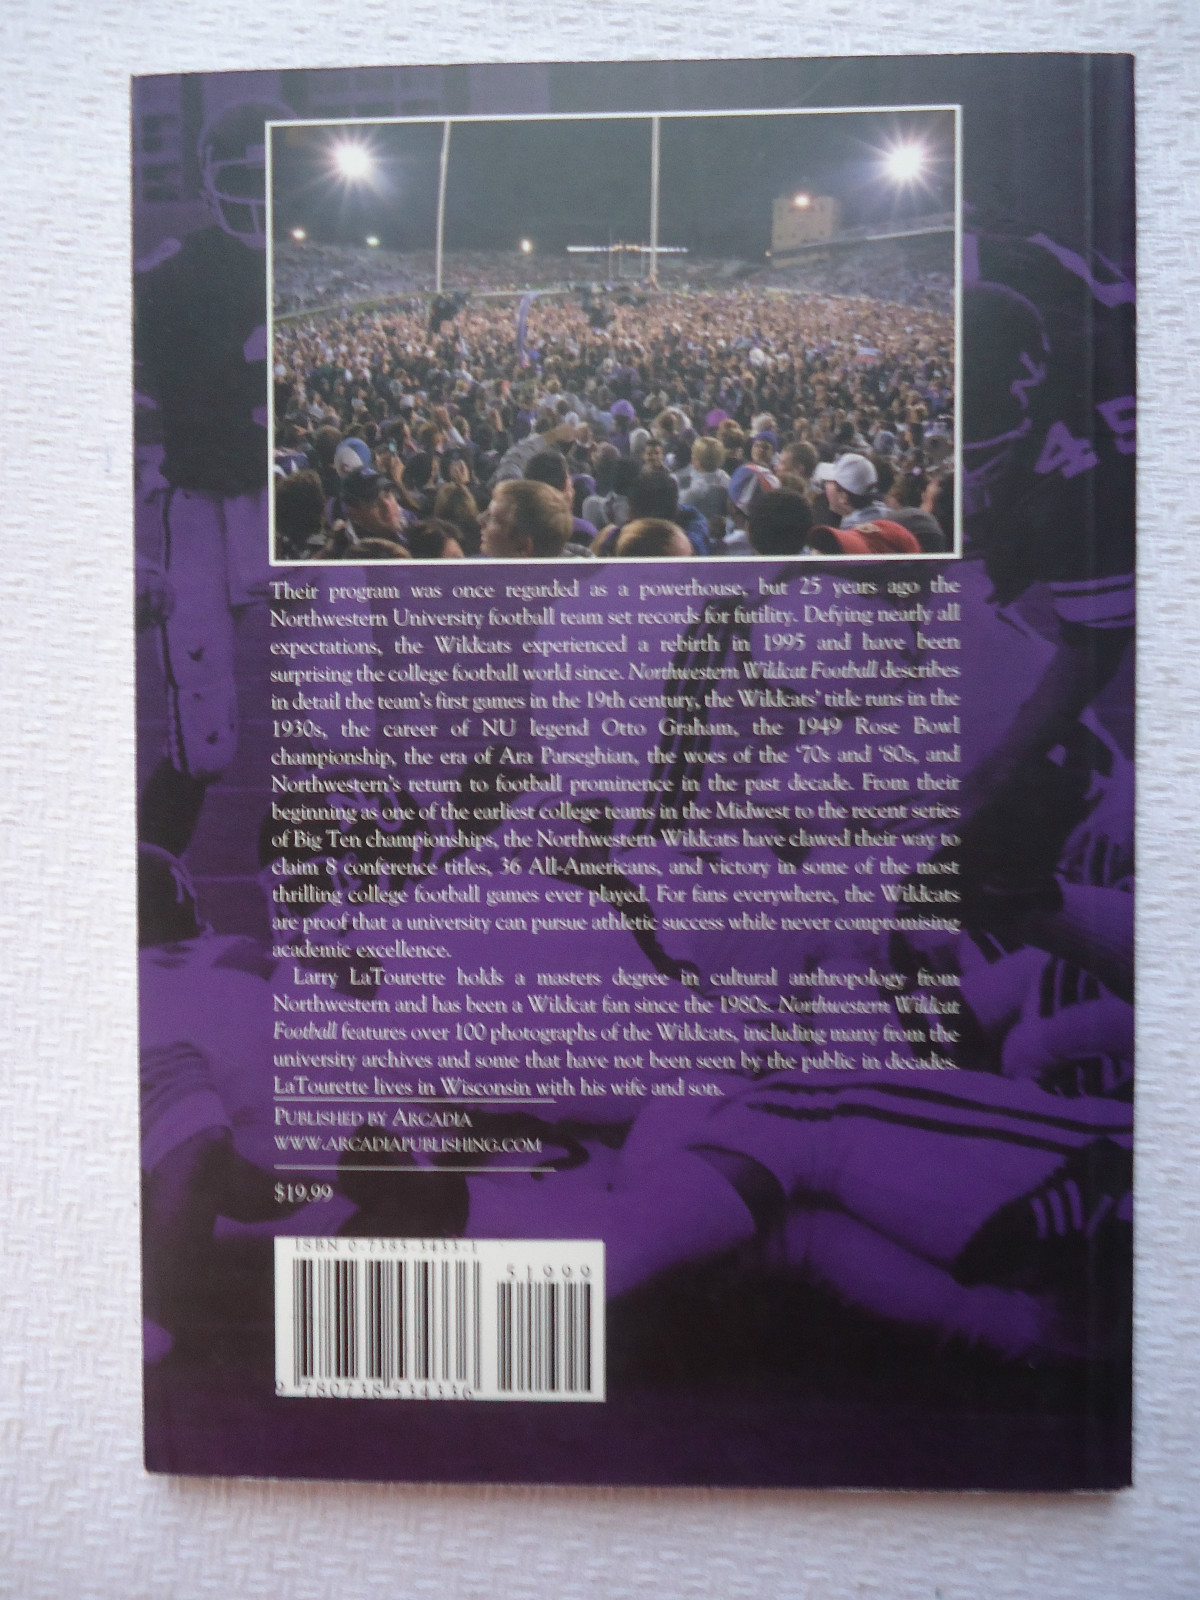 Their program was once regarded as a powerhouse, but 25 years ago the
Northwestern University football team set records for futility. Defying nearly all
expectations, the Wildcats experienced a rebirth in 1995 and have been
surprising the college football world since. Northwestern Wildcat Football describes
in detail the team's first games in the 19th century, the Wildcats' title runs in the
1930s, the career of NU legend Otto Graham, the 1949 Rose Bowl
championship, the era of Ara Parseghian, the woes of the '70s and '80s, and
Northwestern's return to football prominence in the past decade. From their
beginning as one of the earliest college teams in the Midwest to the recent series
of Big Ten championships, the Northwestern Wildcats have clawed their way to
claim 8 conference titles, 36 All-Americans, and victory in some of the most
thrilling college football games ever played. For fans everywhere, the Wildcats
are proof that a university can pursue athletic success while never compromising
academic excellence.
Larry LaTourette holds a masters degree in cultural anthropology from
Northwestern and has been a Wildcat fan since the 1980s. Northwestern Wildcat
Football features over 100 photographs of the Wildcats, including many from the
university archives and some that have not been seen by the public in decades.
LaTourette lives in Wisconsin with his wife and son.
PUBLISHED BY ARCADIA
WWW.ARCADIAPUBLISHING.COM
$19.99
ISBN 0-7385-3433-1
51999
9 780738 534336
N
45